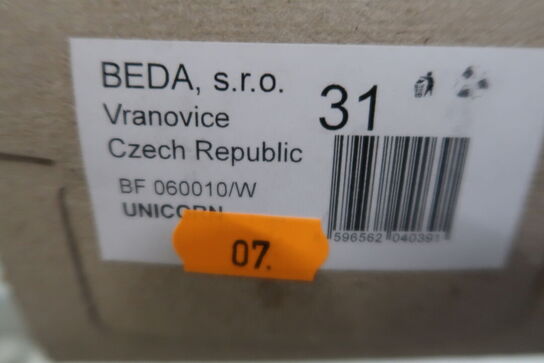 BEDA, s.r.o.
31
Vranovice
Czech Republic
BF 060010/W
UNICORN
596562 040391
07.